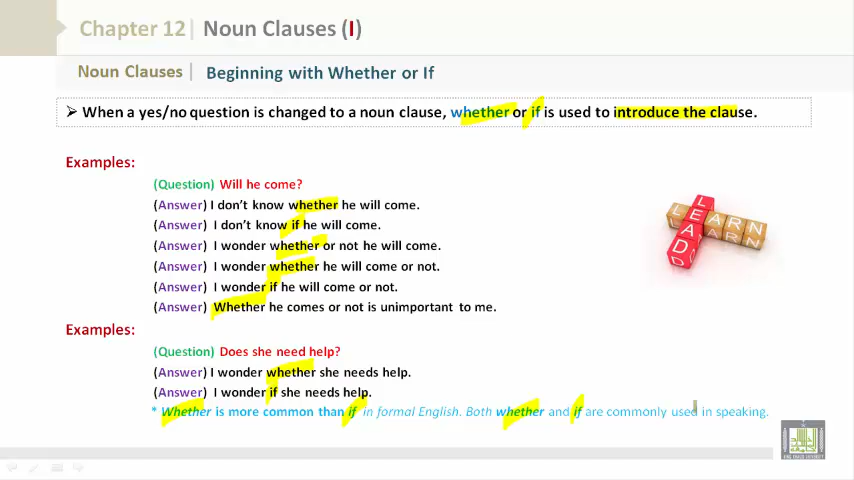 Chapter 12 | Noun Clauses (I)
Noun Clauses | Beginning with Whether or If
➢ When a yes/no question is changed to a noun clause, whether or if is used to introduce the clause.
Examples:
(Question) Will he come?
(Answer) I don't know whether he will come.
(Answer) I don't know if he will come.
(Answer) I wonder whether or not he will come.
(Answer) I wonder whether he will come or not.
(Answer) I wonder if he will come or not.
(Answer) Whether he comes or not is unimportant to me.
LEARN
LEAD
Examples:
(Question) Does she need help?
(Answer) I wonder whether she needs help.
(Answer) I wonder if she needs help.
* Whether is more common than if in formal English. Both whether and if are commonly used in speaking.